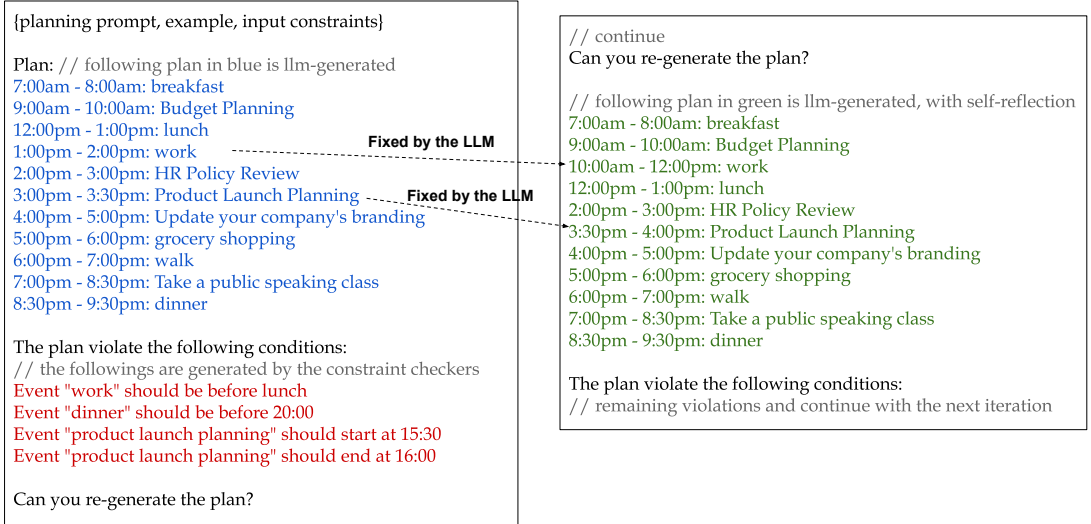 {planning prompt, example, input constraints}
Plan: // following plan in blue is llm-generated
7:00am - 8:00am: breakfast
9:00am - 10:00am: Budget Planning
12:00pm - 1:00pm: lunch
1:00pm - 2:00pm: work
2:00pm - 3:00pm: HR Policy Review
3:00pm - 3:30pm: Product Launch Planning
4:00pm - 5:00pm: Update your company's branding
5:00pm - 6:00pm: grocery shopping
6:00pm - 7:00pm: walk
7:00pm - 8:30pm: Take a public speaking class
8:30pm - 9:30pm: dinner
The plan violate the following conditions:
// the followings are generated by the constraint checkers
Event "work" should be before lunch
Event "dinner" should be before 20:00
Event "product launch planning" should start at 15:30
Event "product launch planning" should end at 16:00
Can you re-generate the plan?
Fixed by the LLM
Fixed by the LLM
// continue
Can you re-generate the plan?
// following plan in green is llm-generated, with self-reflection
7:00am - 8:00am: breakfast
9:00am - 10:00am: Budget Planning
10:00am - 12:00pm: work
12:00pm - 1:00pm: lunch
2:00pm - 3:00pm: HR Policy Review
3:30pm - 4:00pm: Product Launch Planning
4:00pm - 5:00pm: Update your company's branding
5:00pm - 6:00pm: grocery shopping
6:00pm - 7:00pm: walk
7:00pm - 8:30pm: Take a public speaking class
8:30pm - 9:30pm: dinner
The plan violate the following conditions:
// remaining violations and continue with the next iteration